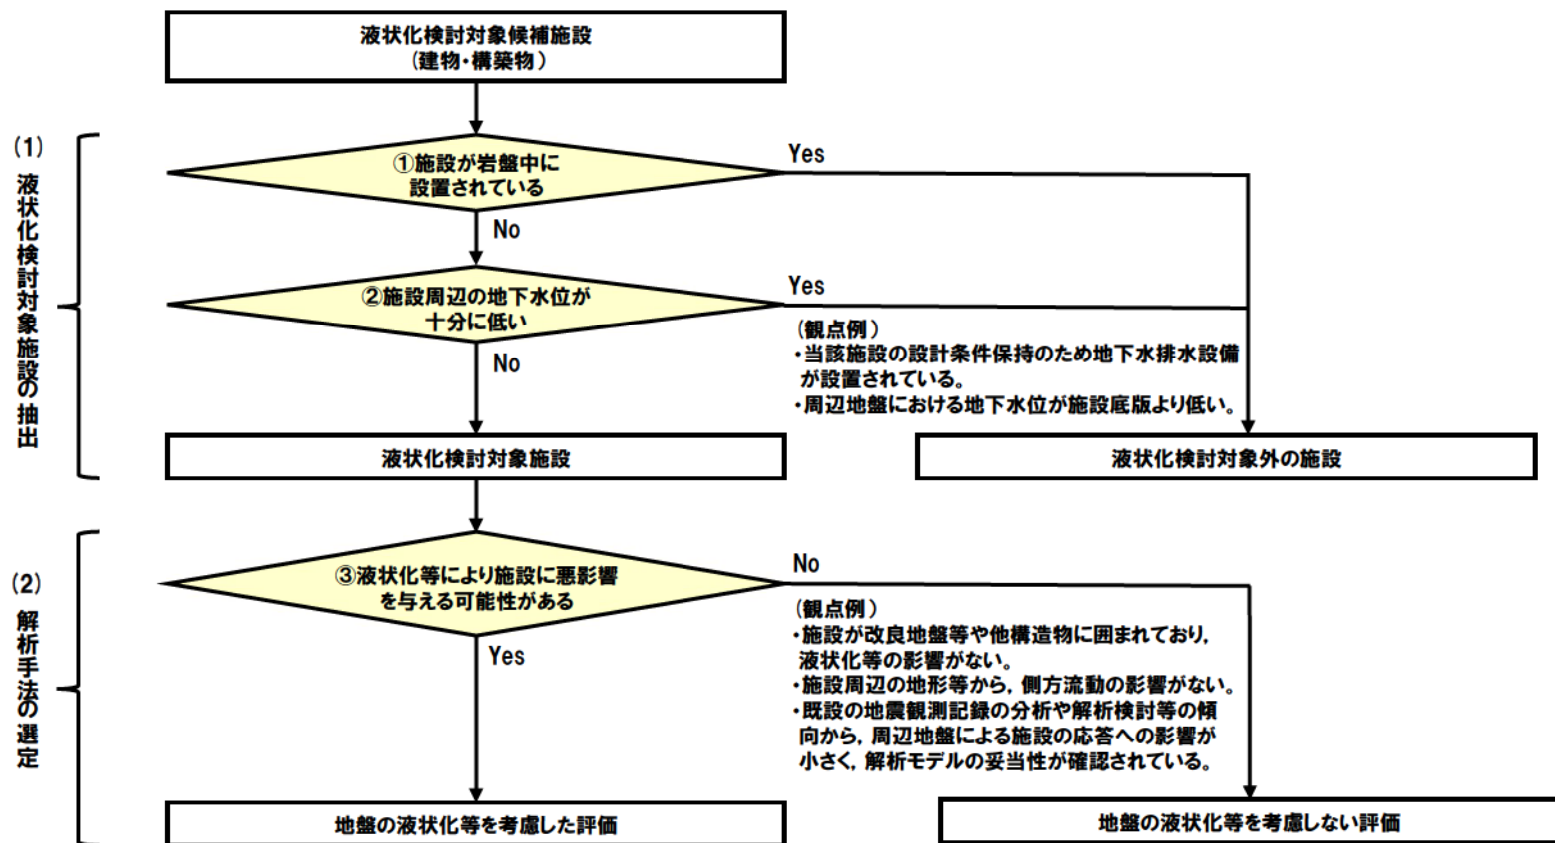 液状化検討対象候補施設
(建物・構築物)
(1)
液状化検討対象施設の抽出
①施設が岩盤中に
設置されている
Yes
No
②施設周辺の地下水位が
十分に低い
Yes
(観点例)
・当該施設の設計条件保持のため地下水排水設備
が設置されている。
・周辺地盤における地下水位が施設底版より低い。
No
液状化検討対象施設
液状化検討対象外の施設
(2)
解析手法の選定
③液状化等により施設に悪影響
を与える可能性がある
No
(観点例)
・施設が改良地盤等や他構造物に囲まれており,
液状化等の影響がない。
・施設周辺の地形等から,側方流動の影響がない。
・既設の地震観測記録の分析や解析検討等の傾
向から,周辺地盤による施設の応答への影響が
小さく,解析モデルの妥当性が確認されている。
Yes
地盤の液状化等を考慮した評価
地盤の液状化等を考慮しない評価